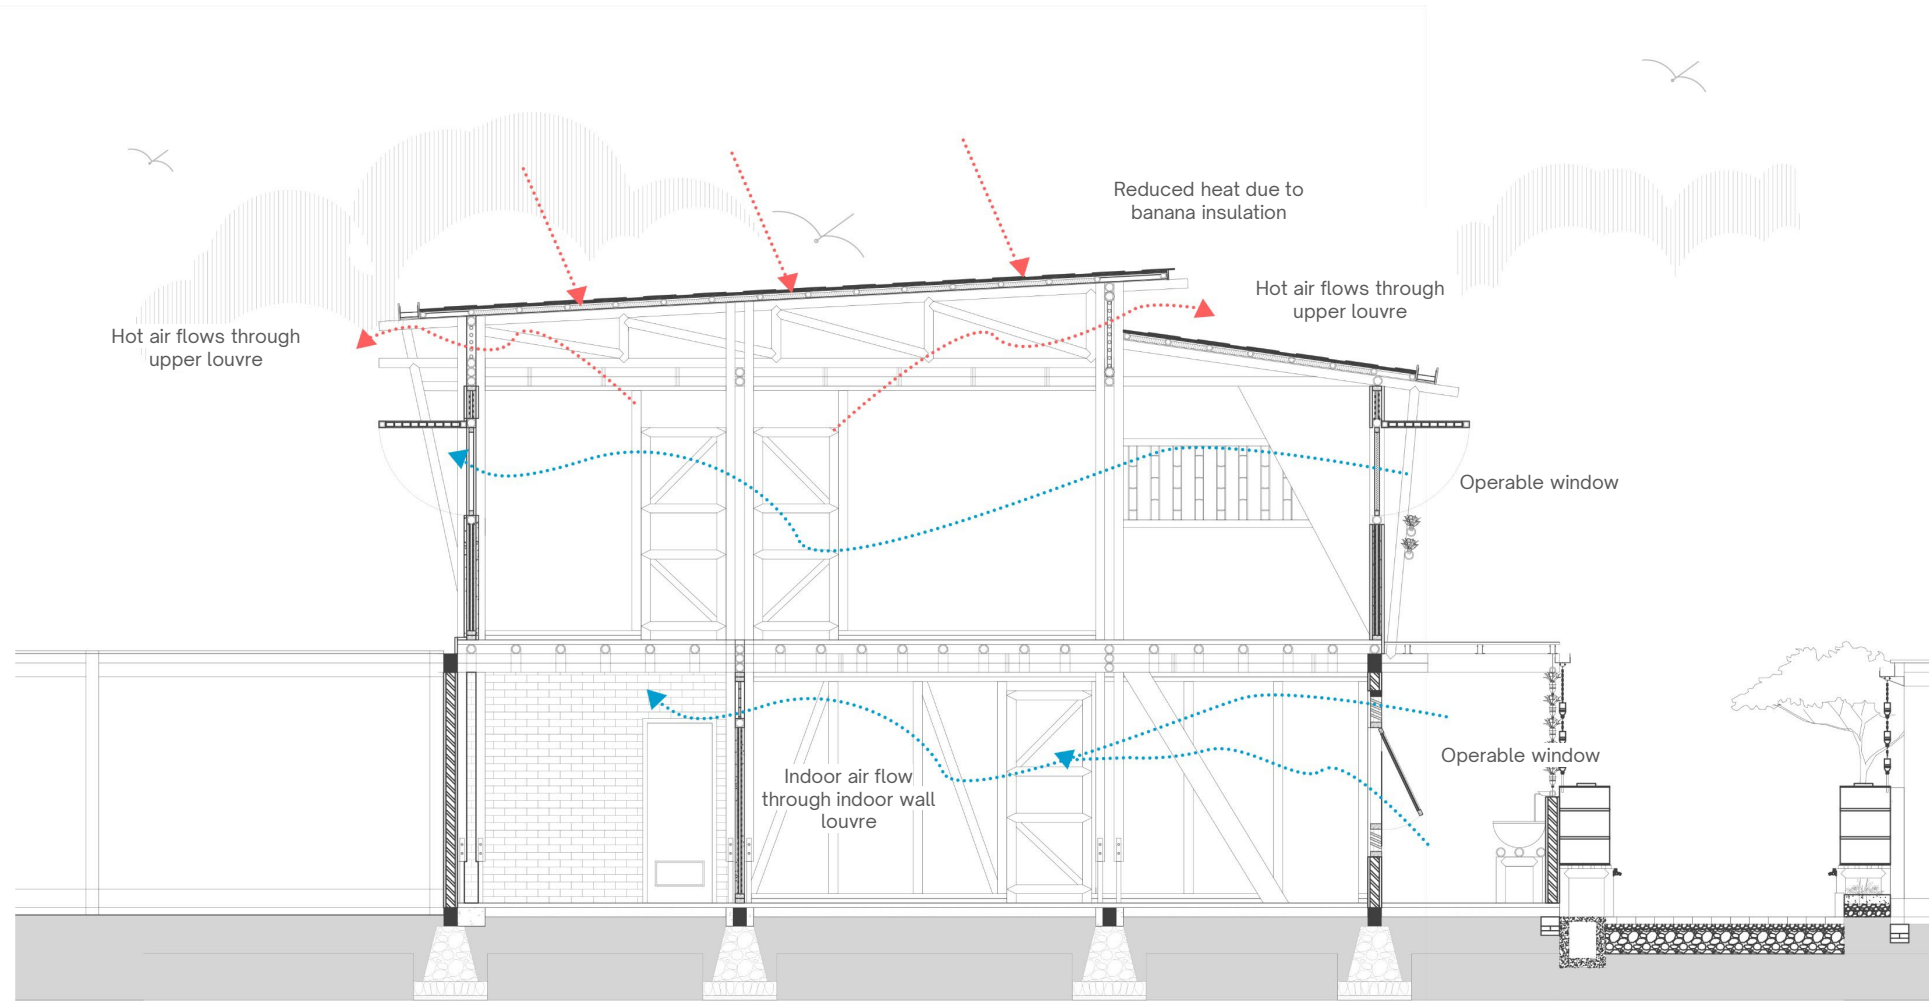 Reduced heat due to
banana insulation
Hot air flows through
upper louvre
Hot air flows through
upper louvre
Operable window
Operable window
Indoor air flow
through indoor wall
louvre